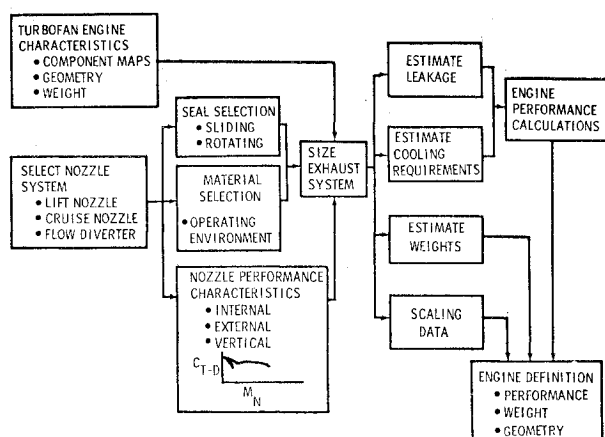 TURBOFAN ENGINE
CHARACTERISTICS
• COMPONENT MAPS
• GEOMETRY
• WEIGHT
SELECT NOZZLE
SYSTEM
• LIFT NOZZLE
• CRUISE NOZZLE
• FLOW DIVERTER
SEAL SELECTION
• SLIDING
• ROTATING
MATERIAL
SELECTION
• OPERATING
ENVIRONMENT
NOZZLE PERFORMANCE
CHARACTERISTICS
• INTERNAL
• EXTERNAL
• VERTICAL
C T-D
M N
SIZE
EXHAUST
SYSTEM
ESTIMATE
LEAKAGE
ESTIMATE
COOLING
REQUIREMENTS
ESTIMATE
WEIGHTS
SCALING
DATA
ENGINE
PERFORMANCE
CALCULATIONS
ENGINE DEFINITION
• PERFORMANCE
• WEIGHT
• GEOMETRY